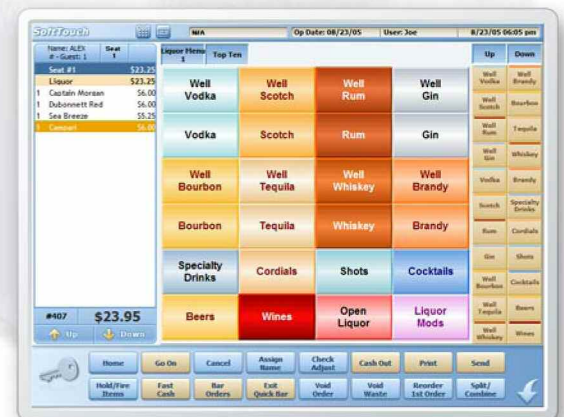 SoftTouch
N/A
Op Date: 08/23/05
User: Joe
8/23/05 06:05 pm
Name: ALEX
# - Guest: 1
Seat
1
Liquor Menu
1
Top Ten
Up
Down
Seat #1 $23.25
Liquor $23.25
1 Captain Morgan $6.00
1 Dubonnett Red $6.00
1 Sea Breeze $5.25
1 Campari $6.00
Well Vodka
Well Scotch
Well Rum
Well Gin
Vodka
Scotch
Rum
Gin
Well Bourbon
Well Tequila
Well Whiskey
Well Brandy
Bourbon
Tequila
Whiskey
Brandy
Specialty Drinks
Cordials
Shots
Cocktails
Beers
Wines
Open Liquor
Liquor Mods
Well Vodka
Well Brandy
Well Scotch
Bourbon
Well Rum
Tequila
Well Gin
Whiskey
Vodka
Brandy
Scotch
Specialty Drinks
Rum
Cordials
Gin
Shots
Well Bourbon
Cocktails
Well Tequila
Beers
Well Whiskey
Wines
#407 $23.95
Up
Down
Home
Go On
Cancel
Assign Name
Check Adjust
Cash Out
Print
Send
Hold/Fire Items
Fast Cash
Bar Orders
Exit Quick Bar
Void Order
Void Waste
Reorder 1st Order
Split/ Combine